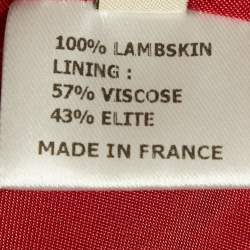 100% LAMBSKIN
LINING :
57% VISCOSE
43% ELITE
MADE IN FRANCE